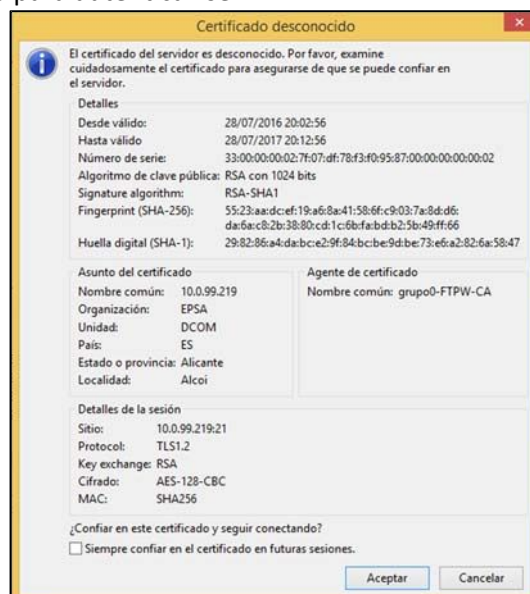 Certificado desconocido
El certificado del servidor es desconocido. Por favor, examine
cuidadosamente el certificado para asegurarse de que se puede confiar en
el servidor.
Detalles
Desde válido: 28/07/2016 20:02:56
Hasta válido 28/07/2017 20:12:56
Número de serie: 33:00:00:00:02:7f:07:df:78:f3:f0:95:87:00:00:00:00:00:02
Algoritmo de clave pública: RSA con 1024 bits
Signature algorithm: RSA-SHA1
Fingerprint (SHA-256): 55:23:aa:dc:ef:19:a6:8a:41:58:6f:c9:03:7a:8d:d6:
da:6a:c8:2b:38:80:cd:1c:6b:fa:bd:b2:5b:49:ff:66
Huella digital (SHA-1): 29:82:86:a4:da:bc:e2:9f:84:bc:be:9d:be:73:e6:a2:82:6a:58:47
Asunto del certificado
Nombre común: 10.0.99.219
Organización: EPSA
Unidad: DCOM
País: ES
Estado o provincia: Alicante
Localidad: Alcoi
Agente de certificado
Nombre común: grupo0-FTPW-CA
Detalles de la sesión
Sitio: 10.0.99.219:21
Protocol: TLS1.2
Key exchange: RSA
Cifrado: AES-128-CBC
MAC: SHA256
¿Confiar en este certificado y seguir conectando?
Siempre confiar en el certificado en futuras sesiones.
Aceptar Cancelar